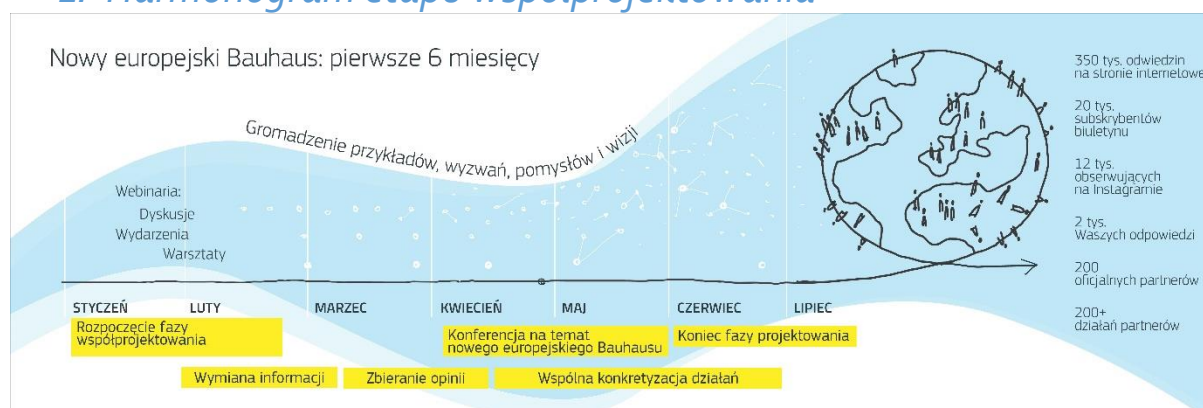 2. Harmonogram etapu współprojektowania
Nowy europejski Bauhaus: pierwsze 6 miesięcy
Gromadzenie przykładów, wyzwań, pomysłów i wizji
Webinaria:
Dyskusje
Wydarzenia
Warsztaty
STYCZEŃ LUTY MARZEC KWIECIEŃ MAJ CZERWIEC LIPIEC
Rozpoczęcie fazy
współprojektowania
Konferencja na temat
nowego europejskiego Bauhausu
Koniec fazy projektowania
Wymiana informacji
Zbieranie opinii
Wspólna konkretyzacja działań
350 tys. odwiedzin
na stronie internetowe
20 tys.
subskrybentów
biuletynu
12 tys.
obserwujących
na Instagramie
2 tys.
Waszych odpowiedzi
200
oficjalnych partnerów
200+
działań partnerów